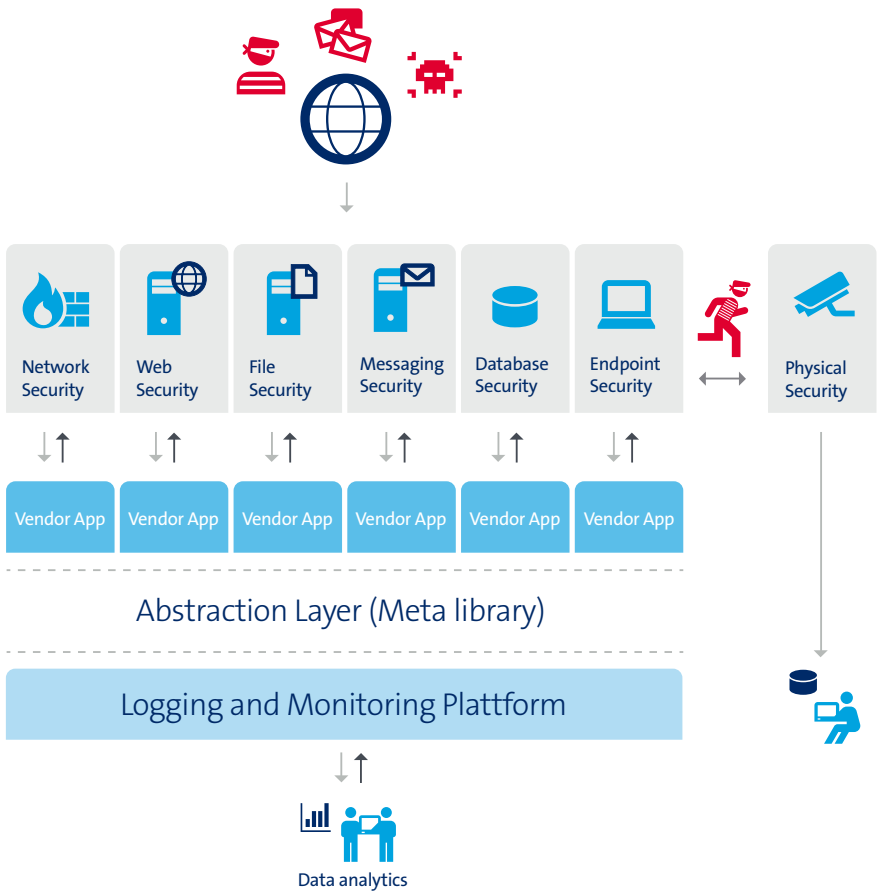 Network
Security
Web
Security
File
Security
Messaging
Security
Database
Security
Endpoint
Security
Physical
Security
Vendor App
Vendor App
Vendor App
Vendor App
Vendor App
Vendor App
Abstraction Layer (Meta library)
Logging and Monitoring Plattform
Data analytics